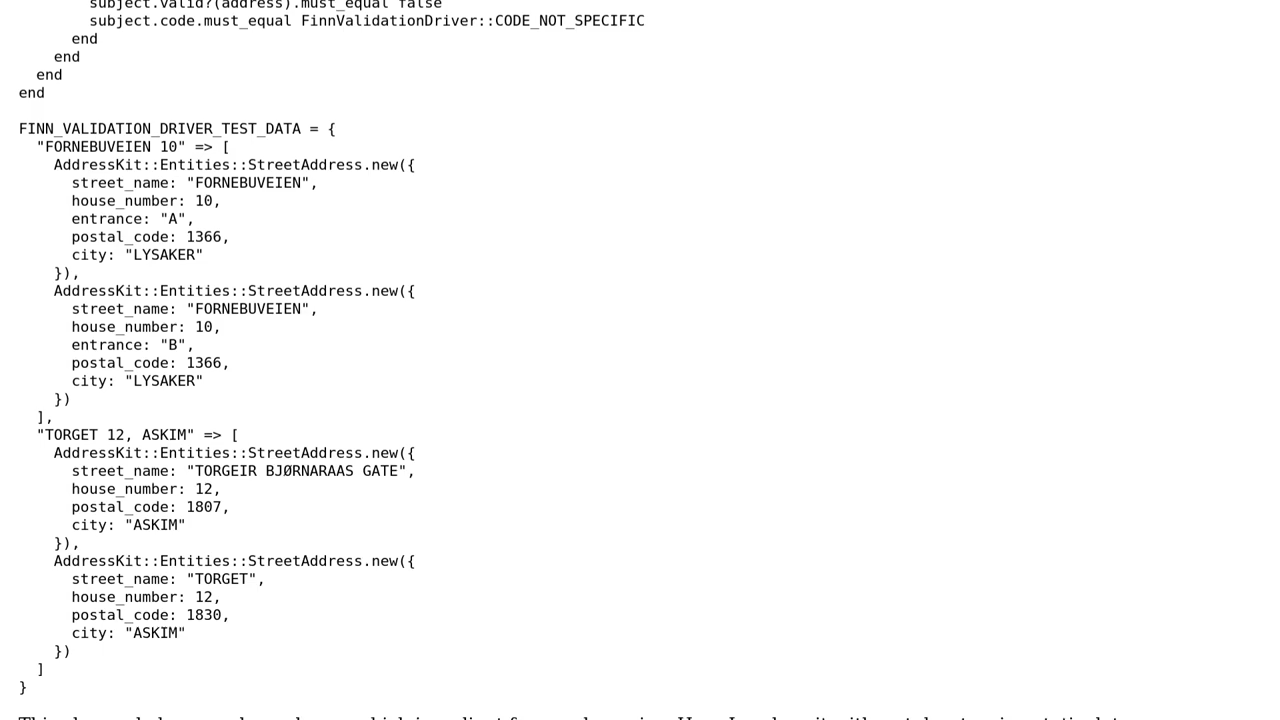 subject.valid?(address).must_equal false
        subject.code.must_equal FinnValidationDriver::CODE_NOT_SPECIFIC
      end
    end
  end
end

FINN_VALIDATION_DRIVER_TEST_DATA = {
  "FORNEBUVEIEN 10" => [
    AddressKit::Entities::StreetAddress.new({
      street_name: "FORNEBUVEIEN",
      house_number: 10,
      entrance: "A",
      postal_code: 1366,
      city: "LYSAKER"
    }),
    AddressKit::Entities::StreetAddress.new({
      street_name: "FORNEBUVEIEN",
      house_number: 10,
      entrance: "B",
      postal_code: 1366,
      city: "LYSAKER"
    })
  ],
  "TORGET 12, ASKIM" => [
    AddressKit::Entities::StreetAddress.new({
      street_name: "TORGEIR BJØRNARAAS GATE",
      house_number: 12,
      postal_code: 1807,
      city: "ASKIM"
    }),
    AddressKit::Entities::StreetAddress.new({
      street_name: "TORGET",
      house_number: 12,
      postal_code: 1830,
      city: "ASKIM"
    })
  ]
}